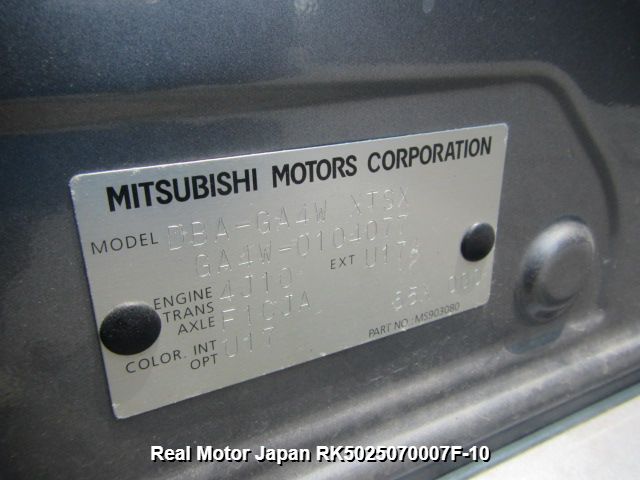 MITSUBISHI MOTORS CORPORATION
MODEL DBA-GA4W XTSX
GA4W-0104077
ENGINE 4J10 EXT U17
TRANS
AXLE F1CJA
COLOR. INT
OPT U17
PART NO.: MS903080
Real Motor Japan RK5025070007F-10